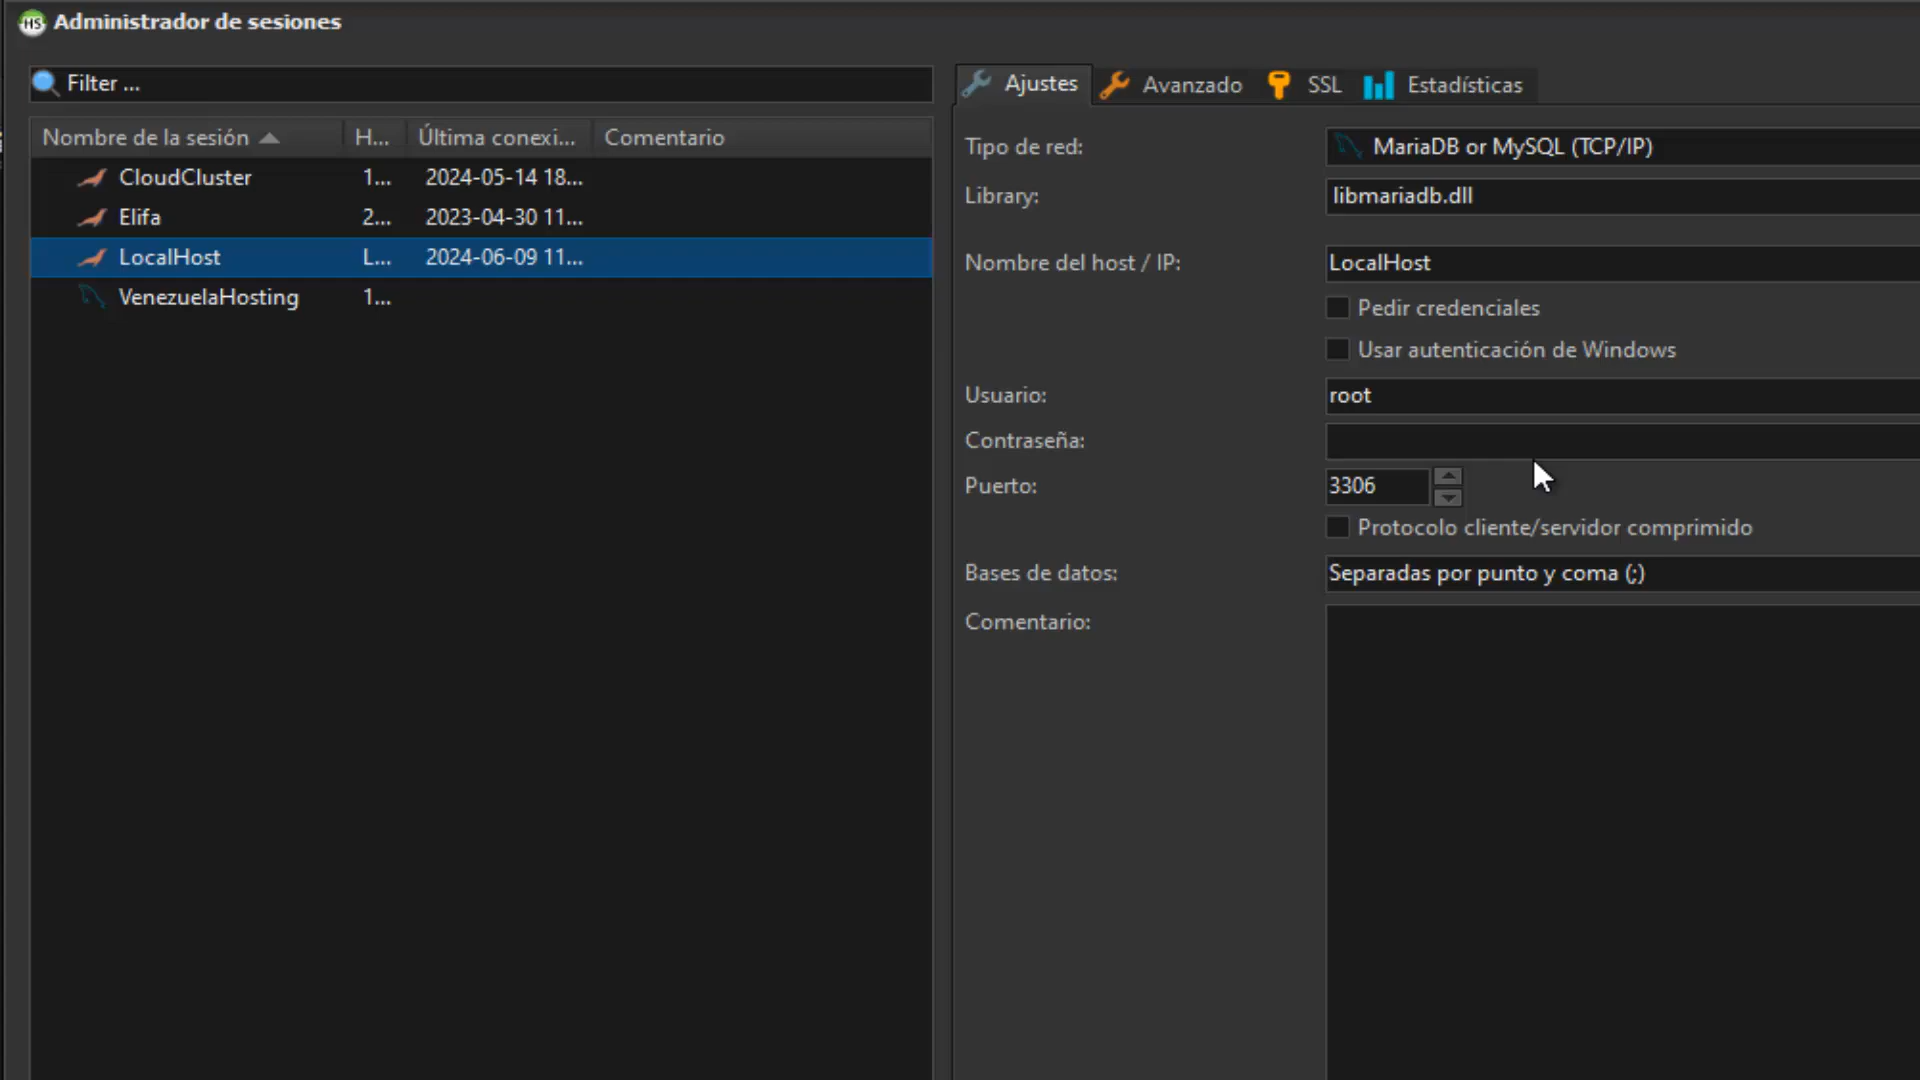 HS Administrador de sesiones
Filter ...
Nombre de la sesión H... Última conexi... Comentario
CloudCluster 1... 2024-05-14 18...
Elifa 2... 2023-04-30 11...
LocalHost L... 2024-06-09 11...
VenezuelaHosting 1...
Ajustes Avanzado SSL Estadísticas
Tipo de red: MariaDB or MySQL (TCP/IP)
Library: libmariadb.dll
Nombre del host / IP: LocalHost
Pedir credenciales
Usar autenticación de Windows
Usuario: root
Contraseña:
Puerto: 3306
Protocolo cliente/servidor comprimido
Bases de datos: Separadas por punto y coma (;)
Comentario: